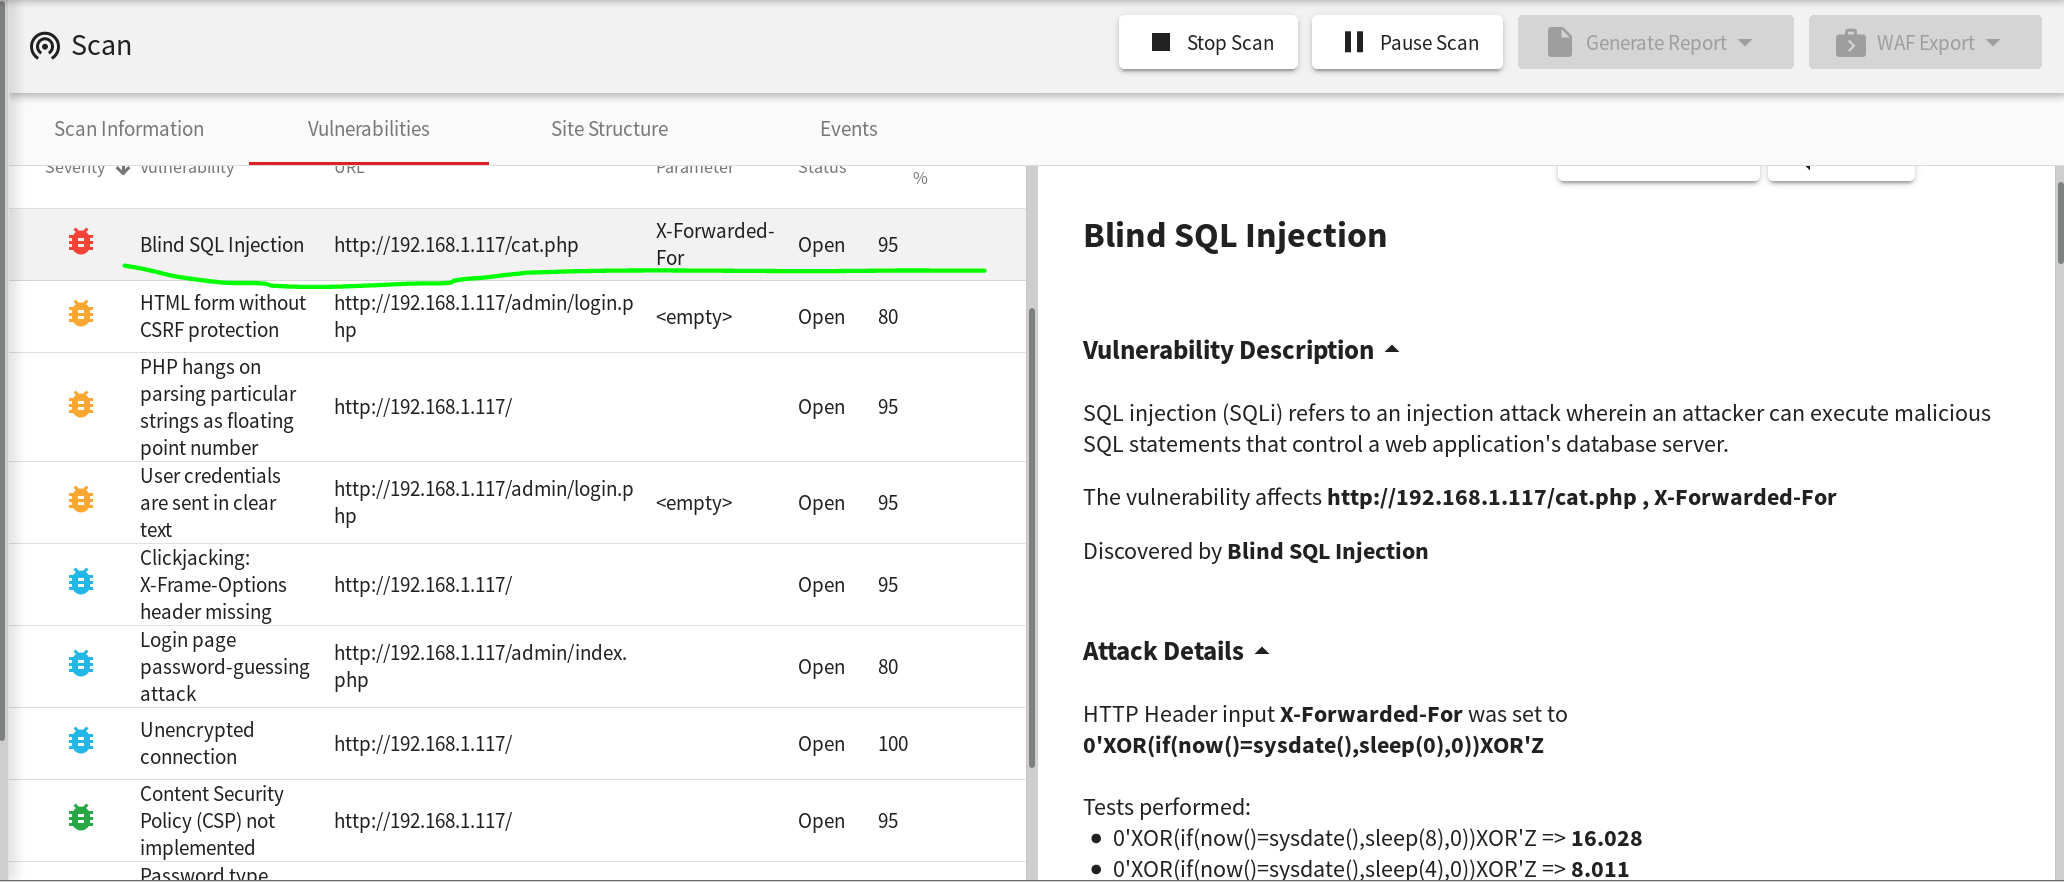 Scan
Stop Scan
Pause Scan
Generate Report
WAF Export
Scan Information
Vulnerabilities
Site Structure
Events
Severity
Vulnerability
URL
Parameter
Status
%
Blind SQL Injection
http://192.168.1.117/cat.php
X-Forwarded-
For
Open
95
HTML form without
CSRF protection
http://192.168.1.117/admin/login.p
hp
<empty>
Open
80
PHP hangs on
parsing particular
strings as floating
point number
http://192.168.1.117/
Open
95
User credentials
are sent in clear
text
http://192.168.1.117/admin/login.p
hp
<empty>
Open
95
Clickjacking:
X-Frame-Options
header missing
http://192.168.1.117/
Open
95
Login page
password-guessing
attack
http://192.168.1.117/admin/index.
php
Open
80
Unencrypted
connection
http://192.168.1.117/
Open
100
Content Security
Policy (CSP) not
implemented
http://192.168.1.117/
Open
95
Password type
Blind SQL Injection
Vulnerability Description
SQL injection (SQLi) refers to an injection attack wherein an attacker can execute malicious
SQL statements that control a web application's database server.
The vulnerability affects http://192.168.1.117/cat.php , X-Forwarded-For
Discovered by Blind SQL Injection
Attack Details
HTTP Header input X-Forwarded-For was set to
0'XOR(if(now()=sysdate(),sleep(0),0))XOR'Z
Tests performed:
• 0'XOR(if(now()=sysdate(),sleep(8),0))XOR'Z => 16.028
• 0'XOR(if(now()=sysdate(),sleep(4),0))XOR'Z => 8.011